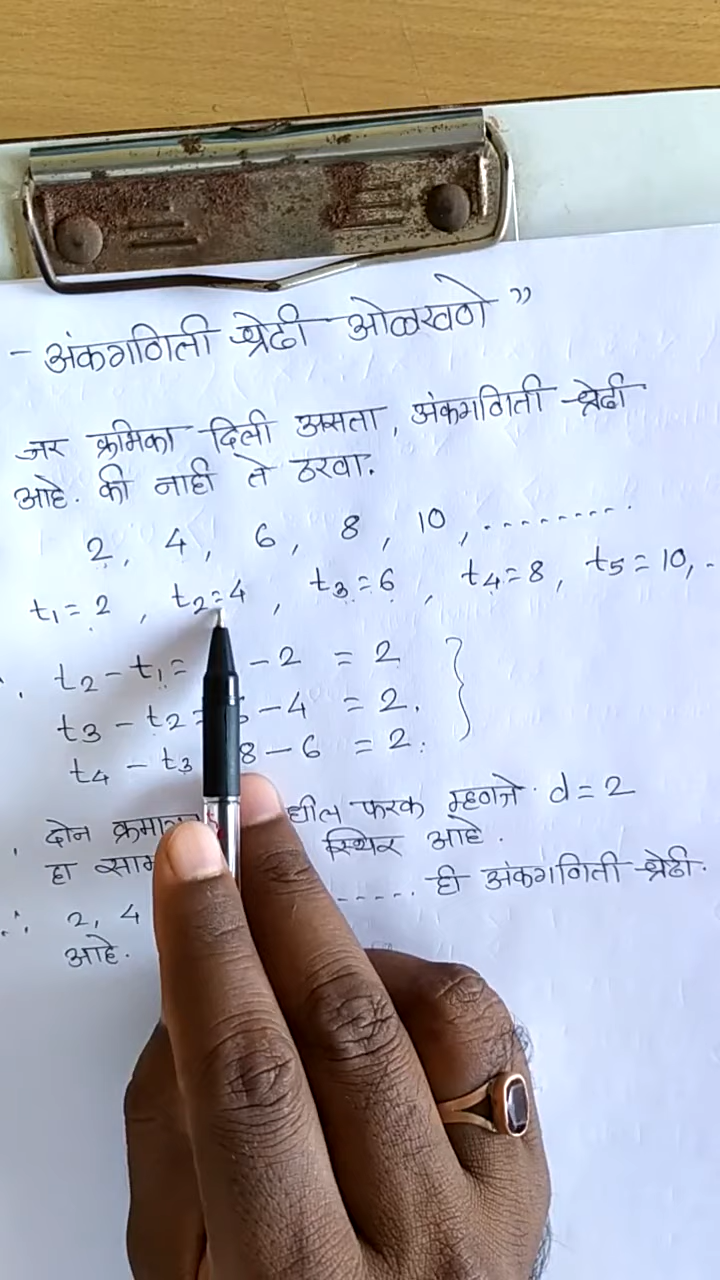 - अंकगणिती श्रेढी ओळखणे ”
जर क्रमिका दिली असता, अंकगणिती श्रेढी
आहे. की नाही ते ठरवा.
2, 4, 6, 8, 10, .........
t₁ = 2 , t₂ = 4 , t₃ = 6 , t₄ = 8 , t₅ = 10, .
t₂ - t₁ = - 2 = 2
t₃ - t₂ = - 4 = 2.
t₄ - t₃ 8 - 6 = 2.
दोन फरक म्हणजे d = 2
हा स्थिर आहे.
∴ 2, 4 ..... ही अंकगणिती श्रेढी.
आहे.